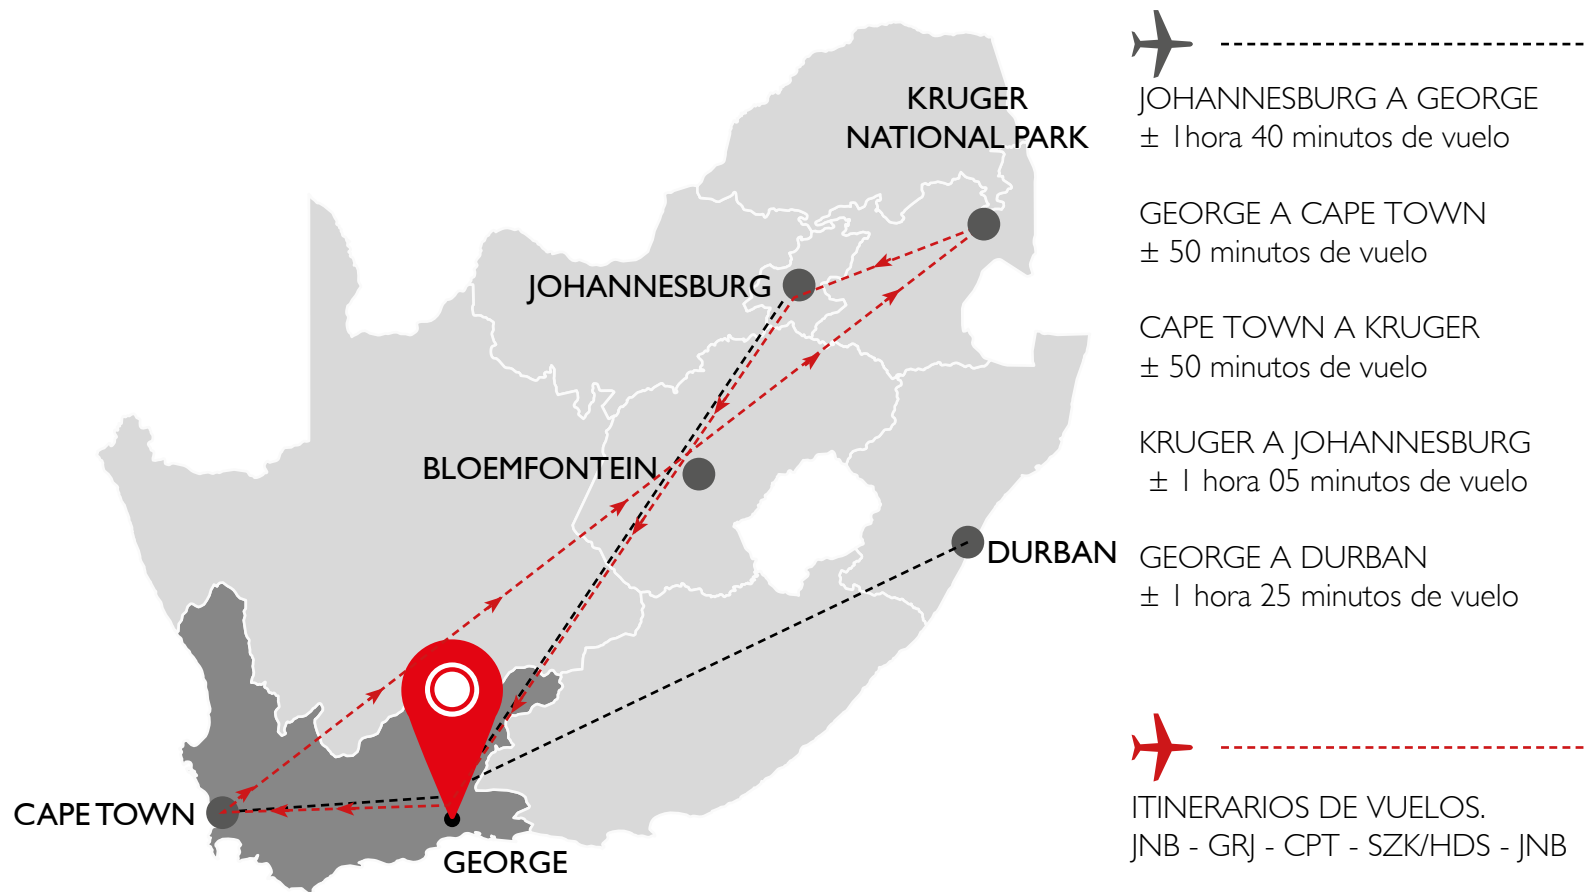 KRUGER
NATIONAL PARK
JOHANNESBURG
BLOEMFONTEIN
DURBAN
CAPE TOWN
GEORGE
JOHANNESBURG A GEORGE
± 1hora 40 minutos de vuelo
GEORGE A CAPE TOWN
± 50 minutos de vuelo
CAPE TOWN A KRUGER
± 50 minutos de vuelo
KRUGER A JOHANNESBURG
± 1 hora 05 minutos de vuelo
GEORGE A DURBAN
± 1 hora 25 minutos de vuelo
ITINERARIOS DE VUELOS.
JNB - GRJ - CPT - SZK/HDS - JNB